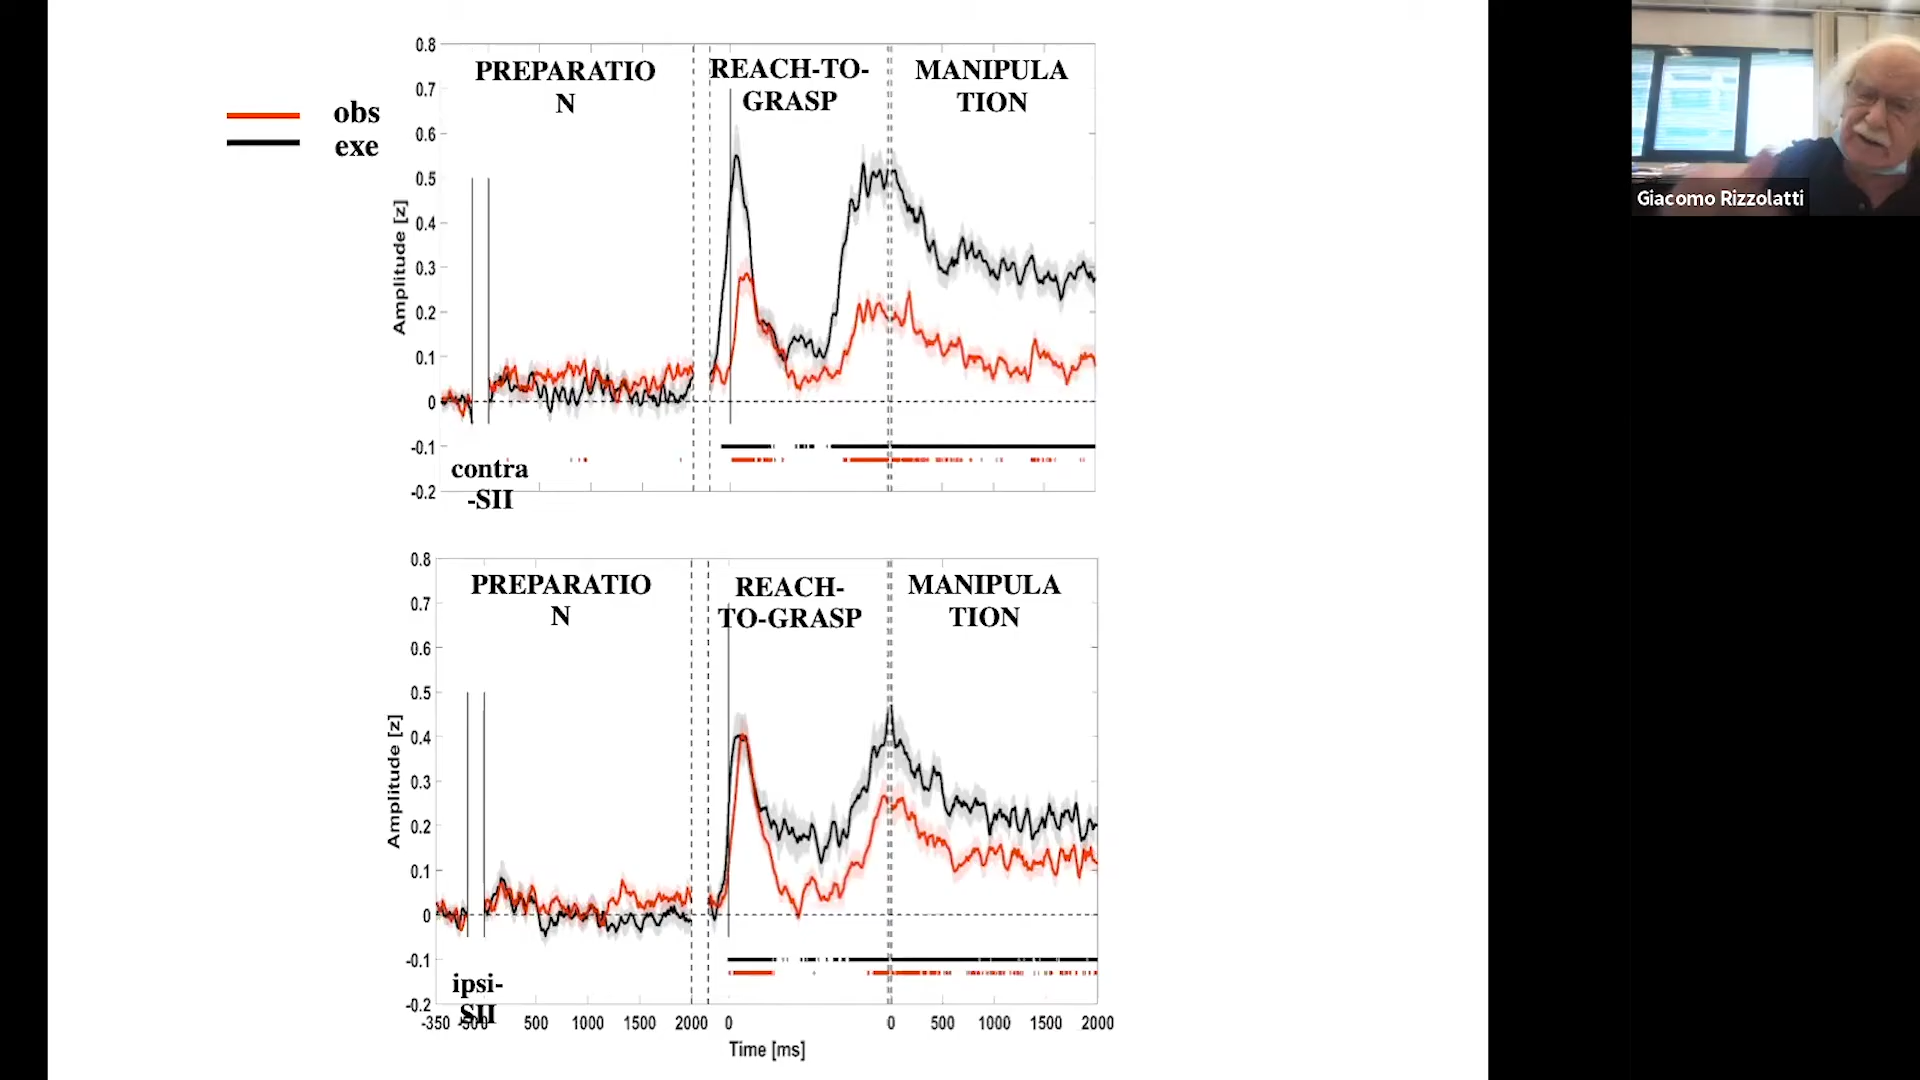 obs
exe
PREPARATIO
N
REACH-TO-
GRASP
MANIPULA
TION
0.8
0.7
0.6
0.5
0.4
0.3
0.2
0.1
0
-0.1
-0.2
Amplitude [z]
contra
-SII
PREPARATIO
N
REACH-
TO-GRASP
MANIPULA
TION
0.8
0.7
0.6
0.5
0.4
0.3
0.2
0.1
0
-0.1
-0.2
Amplitude [z]
ipsi-
SII
-350 500 1000 1500 2000 0 0 500 1000 1500 2000
Time [ms]
Giacomo Rizzolatti